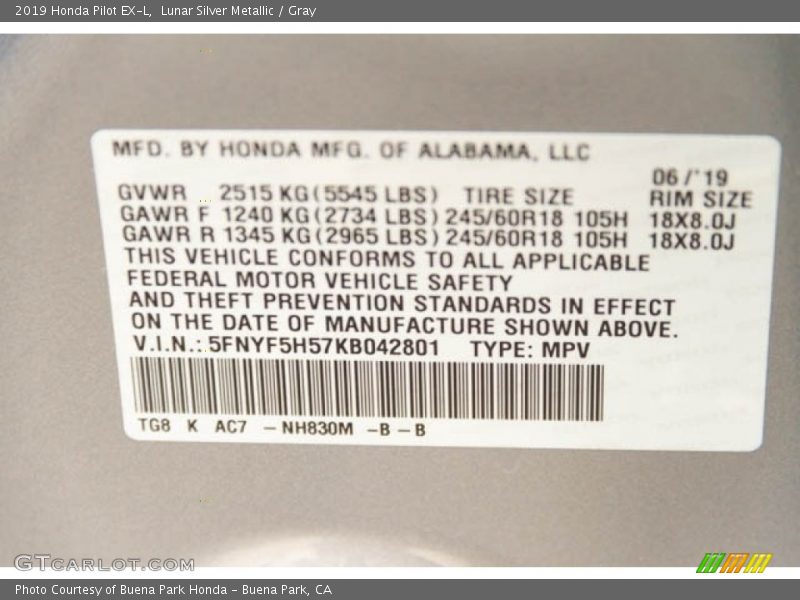 2019 Honda Pilot EX-L, Lunar Silver Metallic / Gray
MFD. BY HONDA MFG. OF ALABAMA, LLC
06/'19
GVWR 2515 KG(5545 LBS) TIRE SIZE RIM SIZE
GAWR F 1240 KG(2734 LBS) 245/60R18 105H 18X8.0J
GAWR R 1345 KG(2965 LBS) 245/60R18 105H 18X8.0J
THIS VEHICLE CONFORMS TO ALL APPLICABLE
FEDERAL MOTOR VEHICLE SAFETY
AND THEFT PREVENTION STANDARDS IN EFFECT
ON THE DATE OF MANUFACTURE SHOWN ABOVE.
V.I.N.: 5FNYF5H57KB042801 TYPE: MPV
TG8 K AC7 - NH830M - B - B
GTCARLOT.COM
Photo Courtesy of Buena Park Honda - Buena Park, CA